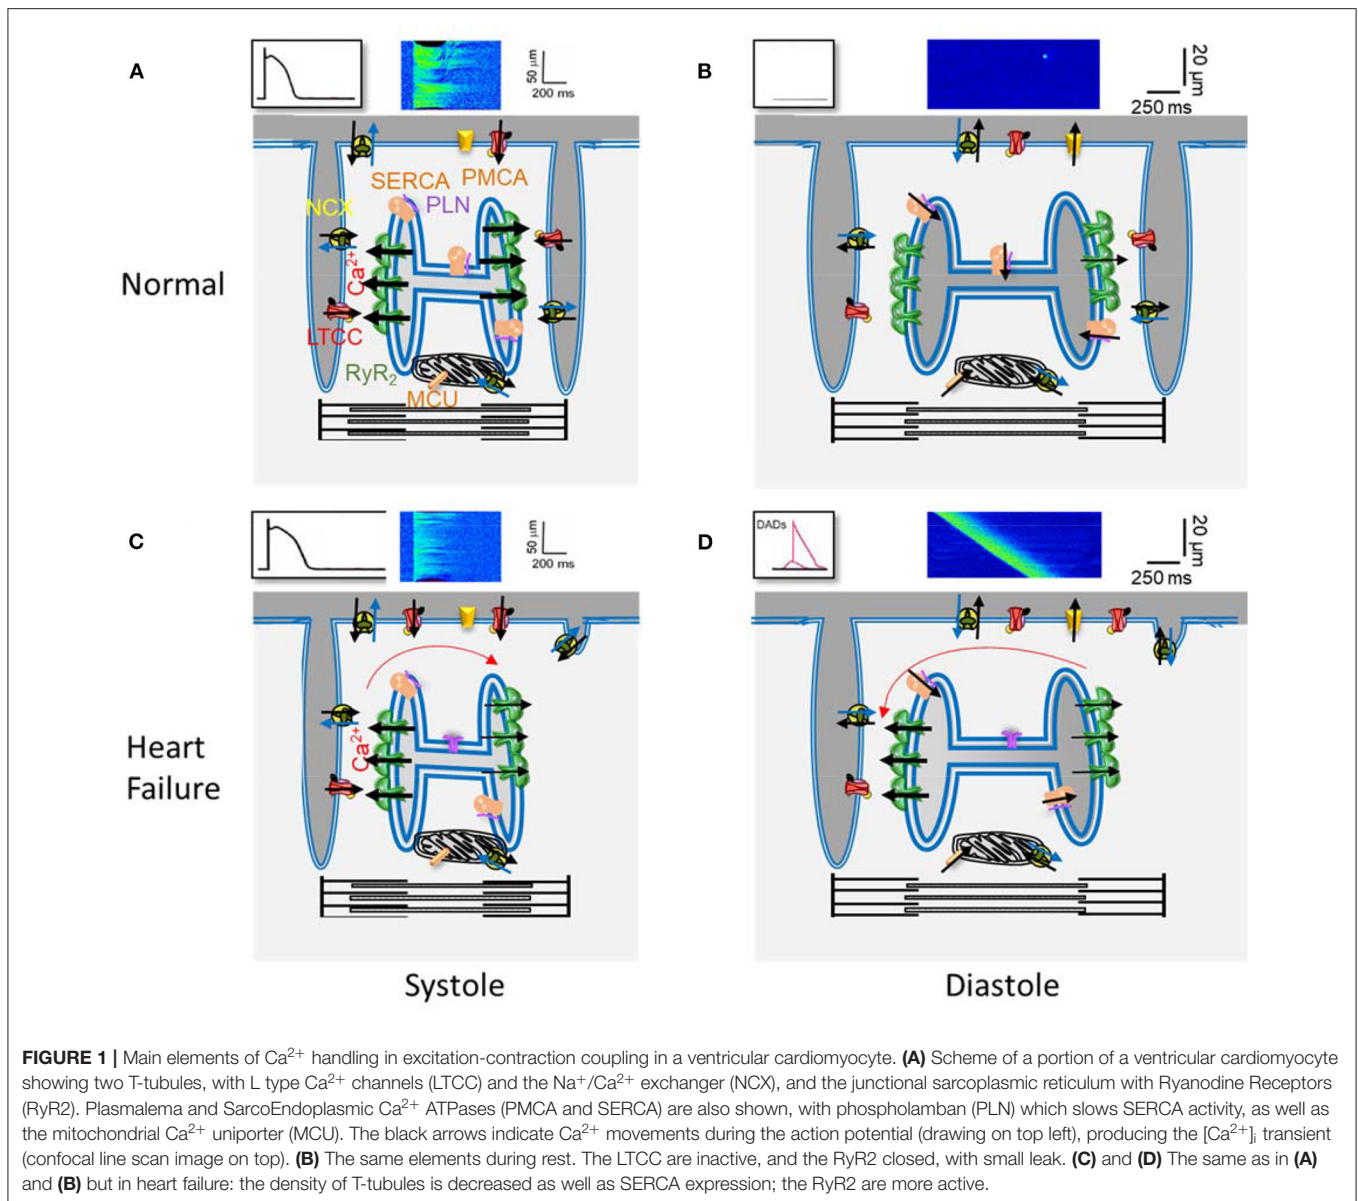 A
50 µm
200 ms
B
20 µm
250 ms
SERCA PMCA
NCX
PLN
Ca²⁺
Normal
LTCC
RyR₂
MCU
C
50 µm
200 ms
D
DADs
20 µm
250 ms
Heart
Failure
Ca²⁺
Systole
Diastole
FIGURE 1 | Main elements of Ca²⁺ handling in excitation-contraction coupling in a ventricular cardiomyocyte. (A) Scheme of a portion of a ventricular cardiomyocyte
showing two T-tubules, with L type Ca²⁺ channels (LTCC) and the Na⁺/Ca²⁺ exchanger (NCX), and the junctional sarcoplasmic reticulum with Ryanodine Receptors
(RyR2). Plasmalema and SarcoEndoplasmic Ca²⁺ ATPases (PMCA and SERCA) are also shown, with phospholamban (PLN) which slows SERCA activity, as well as
the mitochondrial Ca²⁺ uniporter (MCU). The black arrows indicate Ca²⁺ movements during the action potential (drawing on top left), producing the [Ca²⁺]ᵢ transient
(confocal line scan image on top). (B) The same elements during rest. The LTCC are inactive, and the RyR2 closed, with small leak. (C) and (D) The same as in (A)
and (B) but in heart failure: the density of T-tubules is decreased as well as SERCA expression; the RyR2 are more active.